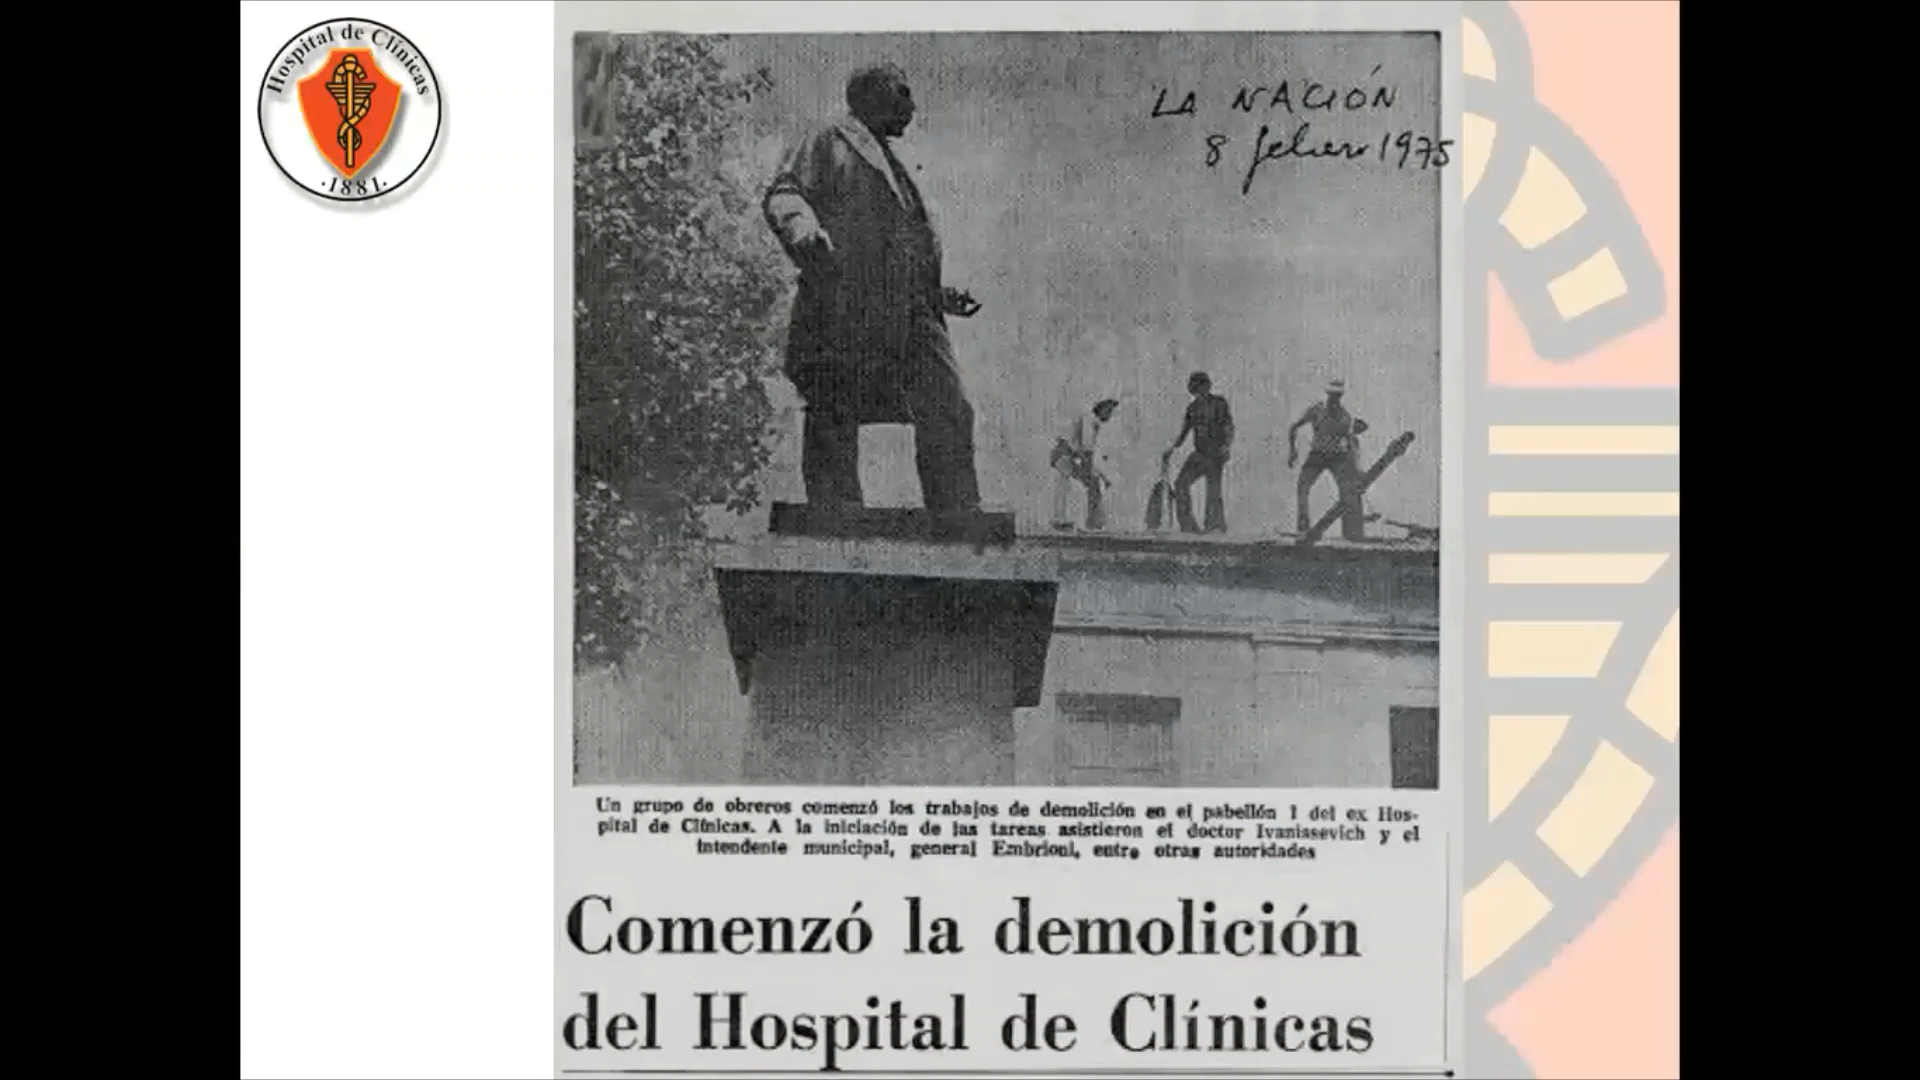 Hospital de Clínicas
·1881·
LA NACIÓN
8 febrero 1975
Un grupo de obreros comenzó los trabajos de demolición en el pabellón 1 del ex Hos-
pital de Clínicas. A la iniciación de las tareas asistieron el doctor Ivanissevich y el
intendente municipal, general Embrioni, entre otras autoridades
Comenzó la demolición
del Hospital de Clínicas